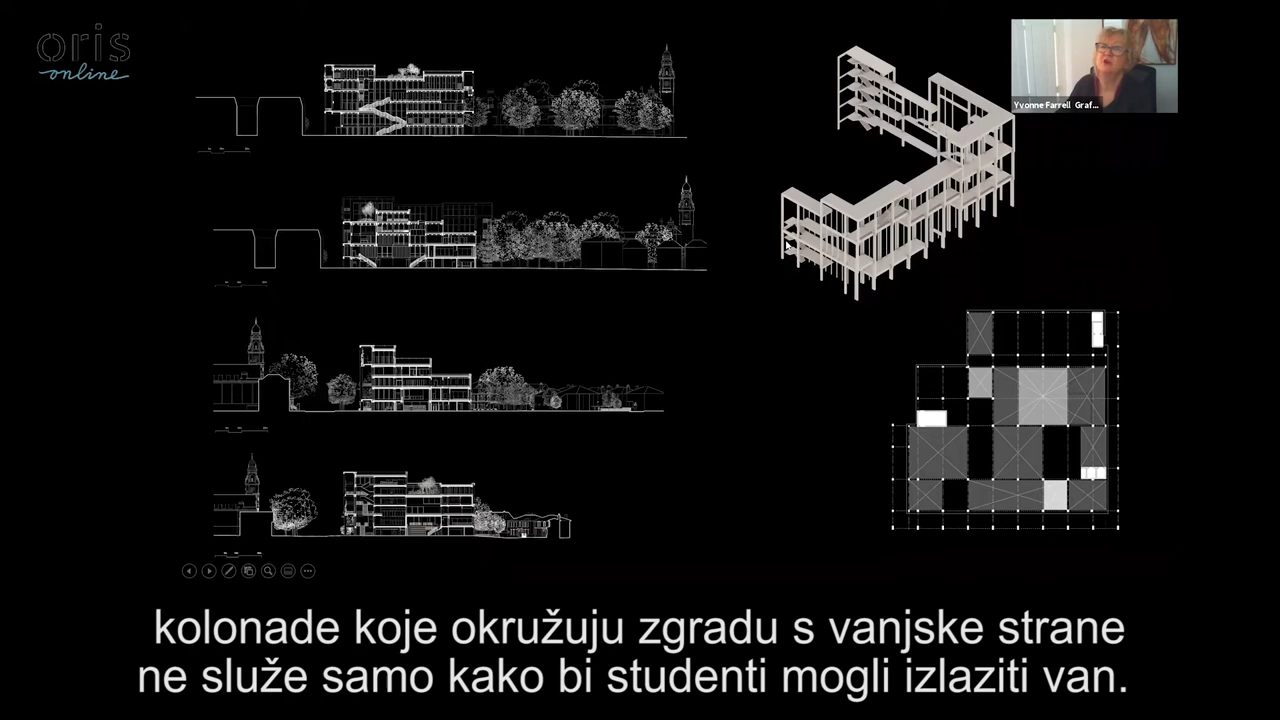 oris
online
Yvonne Farrell Graf...
kolonade koje okružuju zgradu s vanjske strane
ne služe samo kako bi studenti mogli izlaziti van.